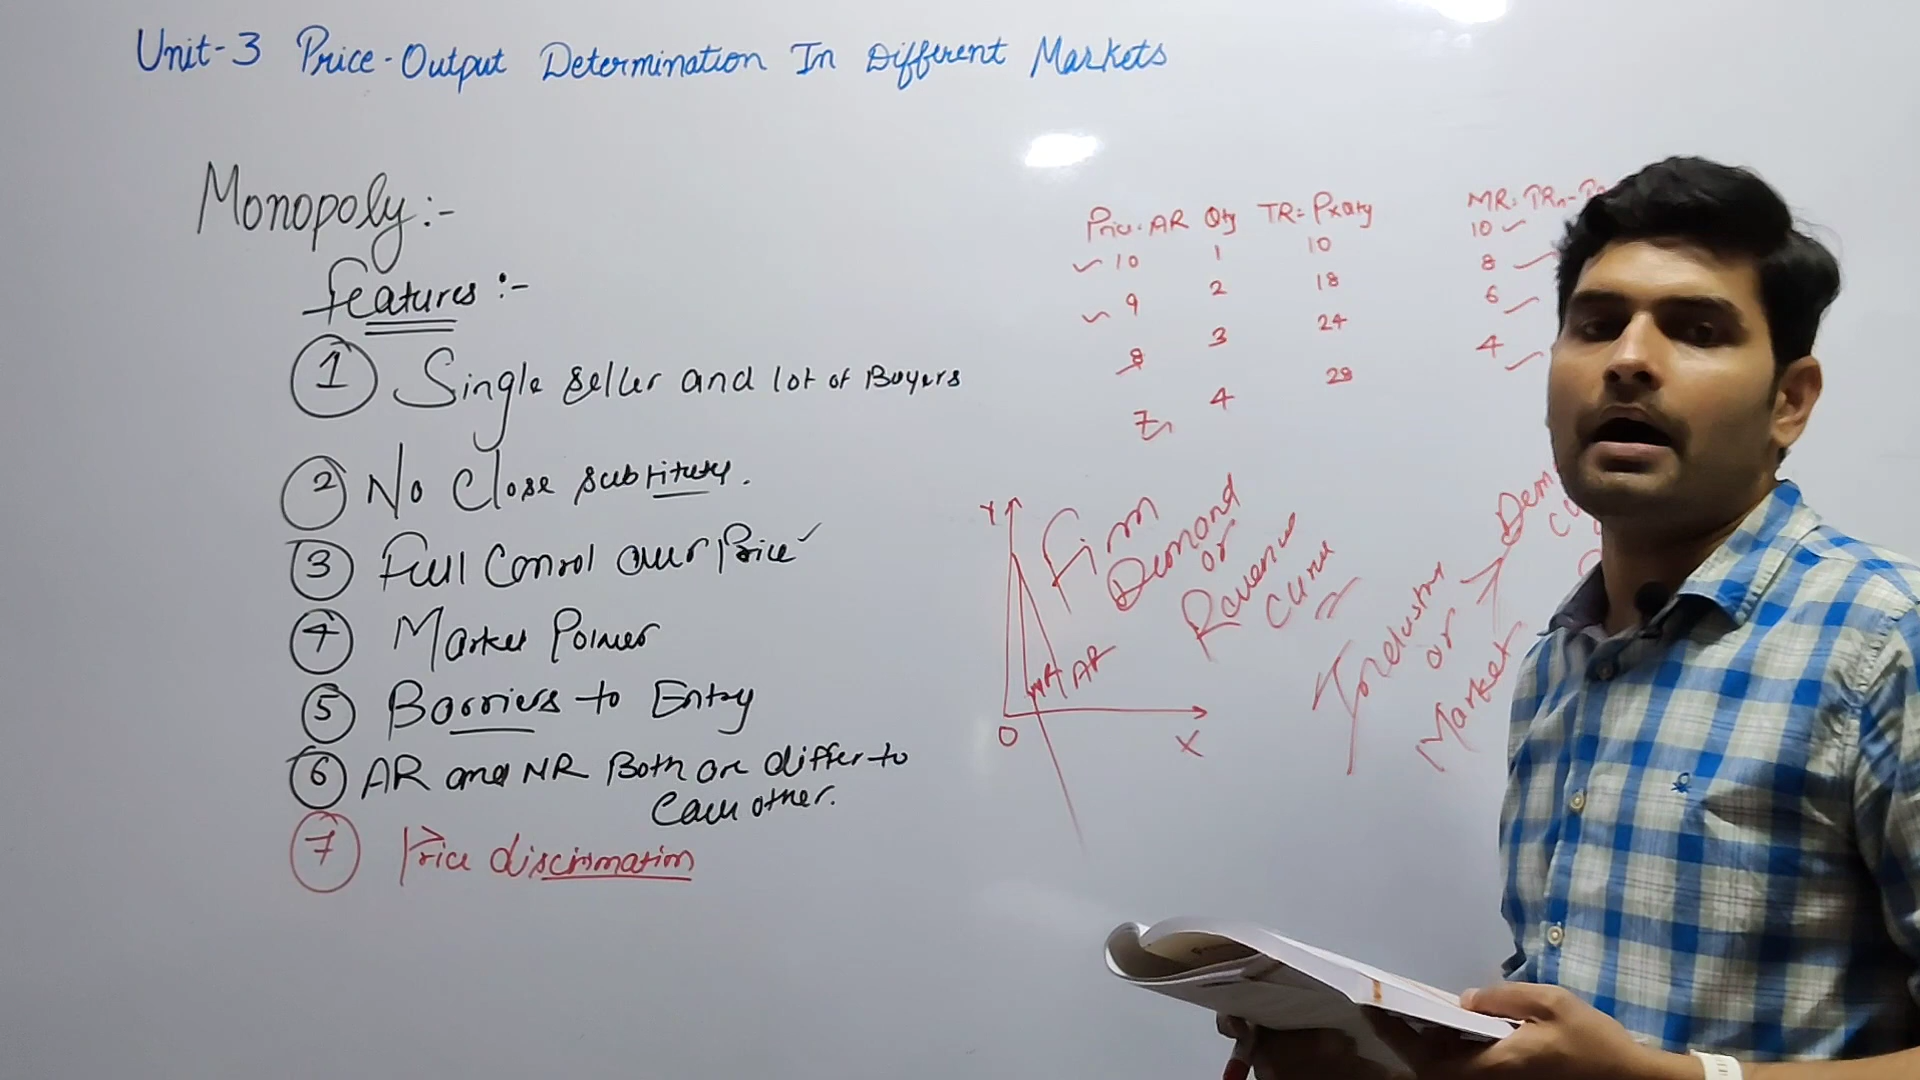 Unit-3 Price-Output Determination In Different Markets
Monopoly:-
features:-
1 Single seller and lot of Buyers
2 No Close substitutes.
3 Full Control over Price
4 Market Power
5 Barriers to Entry
6 AR and MR Both are differ to
Each other.
7 Price discrimation
Price=AR Qty TR=PxQty MR=TRn-
10 1 10 10
9 2 18 8
8 3 24 6
7 4 28 4
Y
Firm
Demand
or
Revenue
Curve
MR AR
O
X
Industry
or
Market
Dem